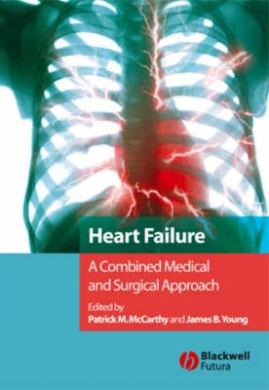 Heart Failure
A Combined Medical
and Surgical Approach
Edited by
Patrick M. McCarthy and James B. Young
Blackwell
Futura